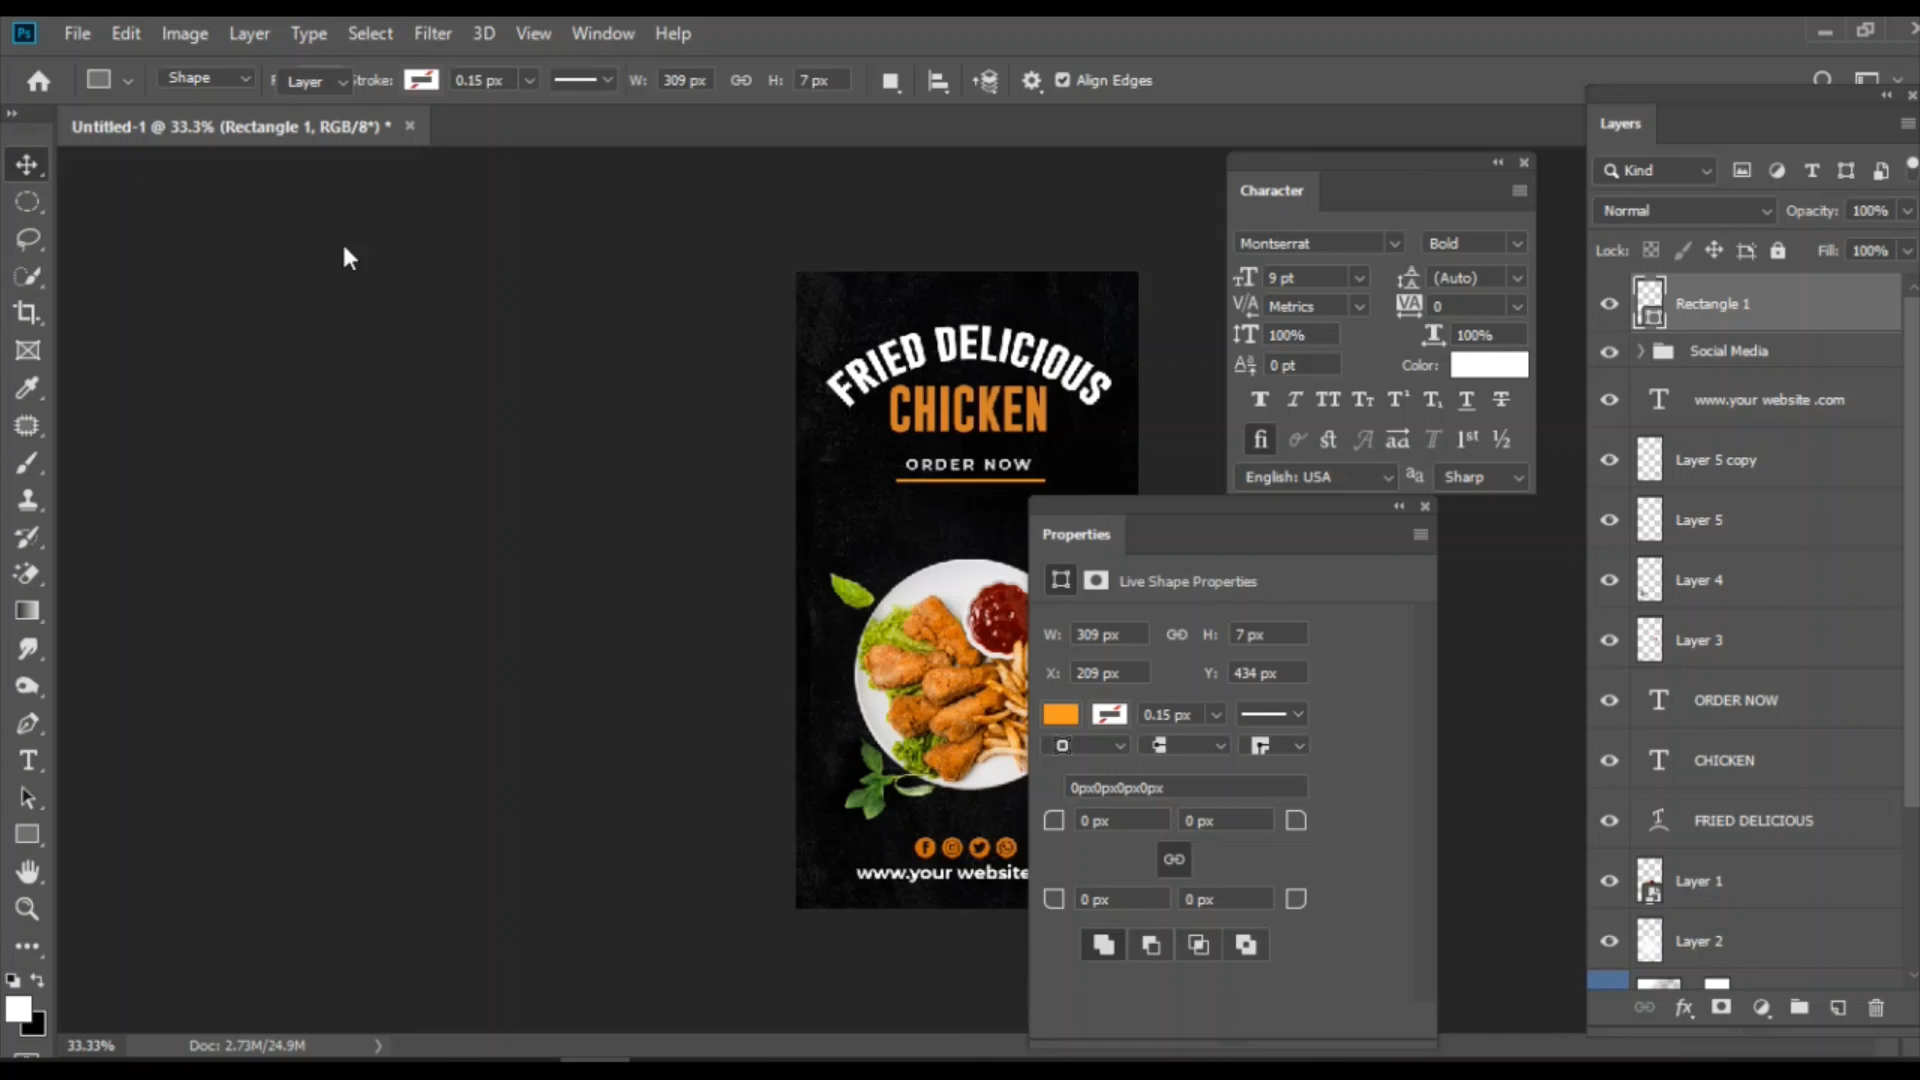 Ps File Edit Image Layer Type Select Filter 3D View Window Help
Shape Layer Stroke: 0.15 px W: 309 px H: 7 px Align Edges
Untitled-1 @ 33.3% (Rectangle 1, RGB/8*) *
Layers
Kind
Normal Opacity: 100%
Lock: Fill: 100%
Rectangle 1
Social Media
www.your website .com
Layer 5 copy
Layer 5
Layer 4
Layer 3
ORDER NOW
CHICKEN
FRIED DELICIOUS
Layer 1
Layer 2
Character
Montserrat Bold
9 pt (Auto)
Metrics 0
100% 100%
0 pt Color:
English: USA Sharp
FRIED DELICIOUS
CHICKEN
ORDER NOW
www.your website
Properties
Live Shape Properties
W: 309 px H: 7 px
X: 209 px Y: 434 px
0.15 px
0px0px0px0px
0 px 0 px
0 px 0 px
33.33% Doc: 2.73M/24.9M